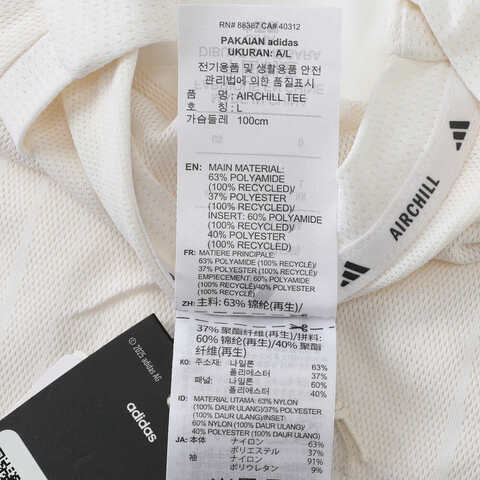 RN# 88387 CA# 40312
PAKAIAN adidas
UKURAN: A/L
전기용품 및 생활용품 안전
관리법에 의한 품질표시
품 명 : AIRCHILL TEE
호 칭 : L
가슴둘레 100cm
EN: MAIN MATERIAL:
63% POLYAMIDE
(100% RECYCLED)/
37% POLYESTER
(100% RECYCLED)/
INSERT: 60% POLYAMIDE
(100% RECYCLED)/
40% POLYESTER
(100% RECYCLED)
FR: MATIERE PRINCIPALE:
63% POLYAMIDE (100% RECYCLÉ)/
37% POLYESTER (100% RECYCLÉ)/
EMPIECEMENT: 60% POLYAMIDE
(100% RECYCLÉ)/40% POLYESTER
(100% RECYCLÉ)
ZH: 主料: 63% 锦纶(再生)/
37% 聚酯纤维(再生)/拼料:
60% 锦纶(再生)/40% 聚酯
纤维(再生)
KO: 주소재: 나일론 63%
폴리에스터 37%
패널: 나일론 60%
폴리에스터 40%
ID: MATERIAL UTAMA: 63% NYLON
(100% DAUR ULANG)/37% POLYESTER
(100% DAUR ULANG)/INSET:
60% NYLON (100% DAUR ULANG)/
40% POLYESTER (100% DAUR ULANG)
JA: 本体 ナイロン 63%
ポリエステル 37%
袖 ナイロン 91%
ポリウレタン 9%
AIRCHILL
© 2025 adidas AG
adidas